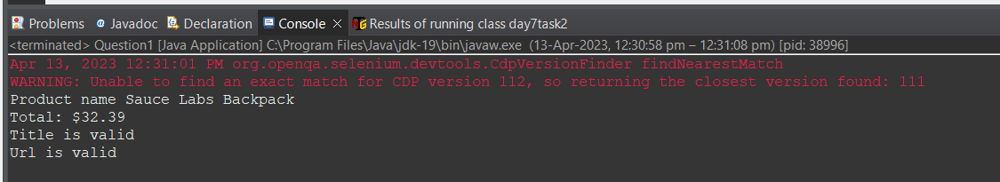 Problems @ Javadoc Declaration Console × Results of running class day7task2
<terminated> Question1 [Java Application] C:\Program Files\Java\jdk-19\bin\javaw.exe (13-Apr-2023, 12:30:58 pm – 12:31:08 pm) [pid: 38996]
Apr 13, 2023 12:31:01 PM org.openqa.selenium.devtools.CdpVersionFinder findNearestMatch
WARNING: Unable to find an exact match for CDP version 112, so returning the closest version found: 111
Product name Sauce Labs Backpack
Total: $32.39
Title is valid
Url is valid